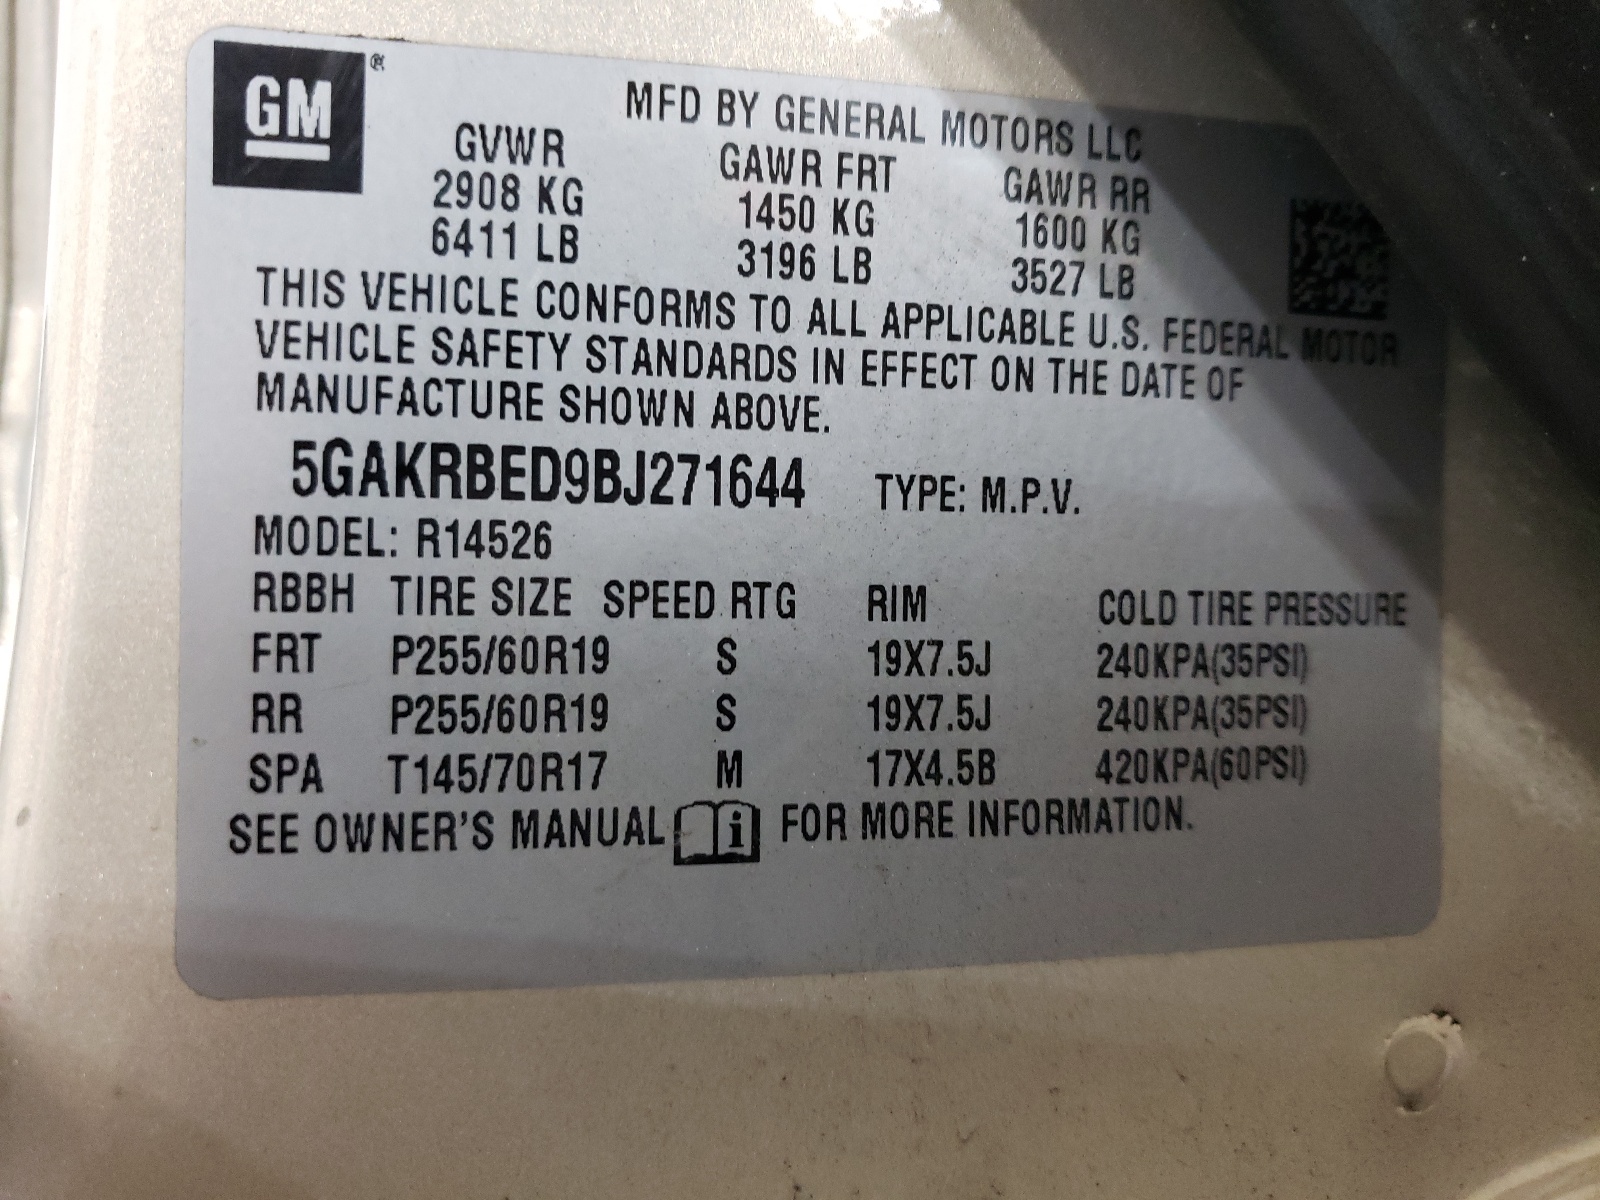 GM ®
MFD BY GENERAL MOTORS LLC
GVWR GAWR FRT GAWR RR
2908 KG 1450 KG 1600 KG
6411 LB 3196 LB 3527 LB
THIS VEHICLE CONFORMS TO ALL APPLICABLE U.S. FEDERAL MOTOR
VEHICLE SAFETY STANDARDS IN EFFECT ON THE DATE OF
MANUFACTURE SHOWN ABOVE.
5GAKRBED9BJ271644 TYPE: M.P.V.
MODEL: R14526
RBBH TIRE SIZE SPEED RTG RIM COLD TIRE PRESSURE
FRT P255/60R19 S 19X7.5J 240KPA(35PSI)
RR P255/60R19 S 19X7.5J 240KPA(35PSI)
SPA T145/70R17 M 17X4.5B 420KPA(60PSI)
SEE OWNER'S MANUAL i FOR MORE INFORMATION.